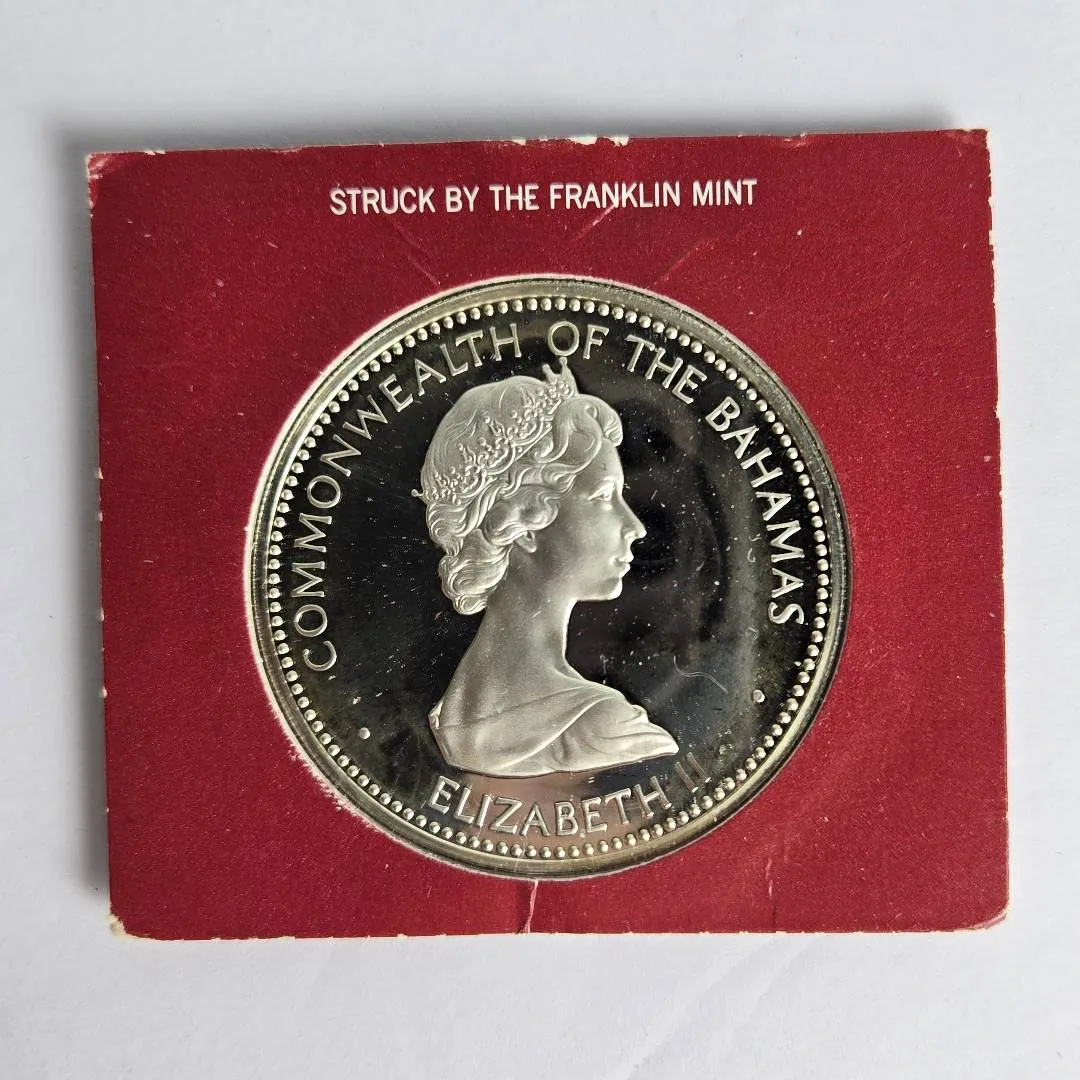 STRUCK BY THE FRANKLIN MINT
COMMONWEALTH OF THE BAHAMAS
ELIZABETH II